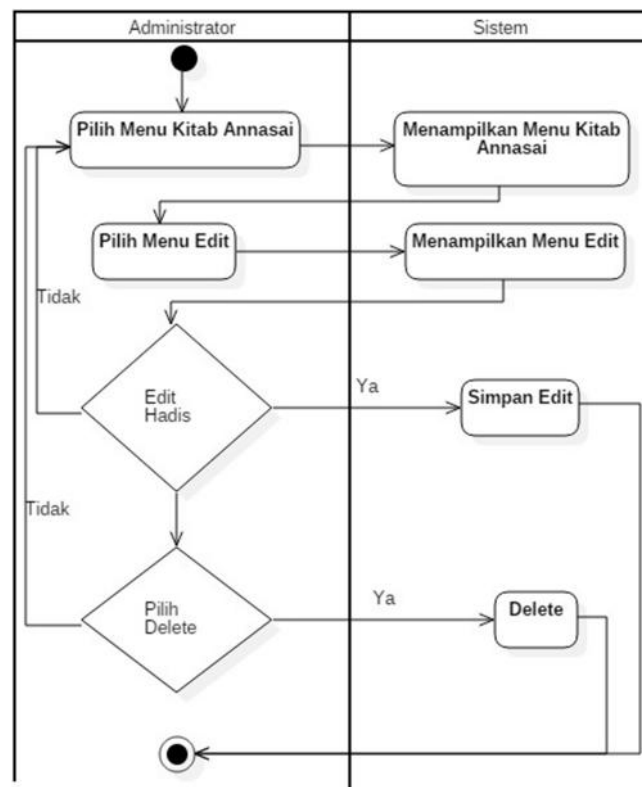 Administrator
Sistem
Pilih Menu Kitab Annasai
Menampilkan Menu Kitab
Annasai
Pilih Menu Edit
Menampilkan Menu Edit
Tidak
Edit
Hadis
Ya
Simpan Edit
Tidak
Pilih
Delete
Ya
Delete